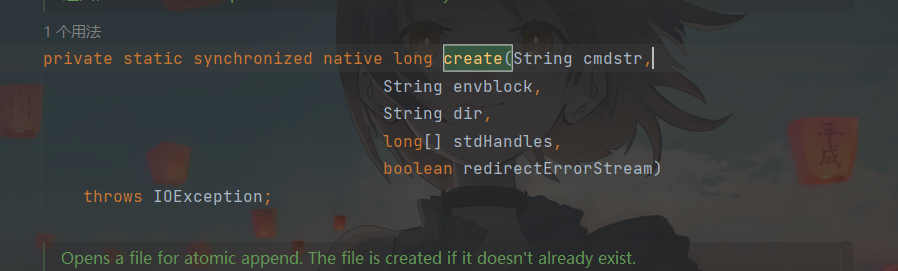 1 个用法
private static synchronized native long create(String cmdstr,
String envblock,
String dir,
long[] stdHandles,
boolean redirectErrorStream)
throws IOException;
平成
Opens a file for atomic append. The file is created if it doesn't already exist.